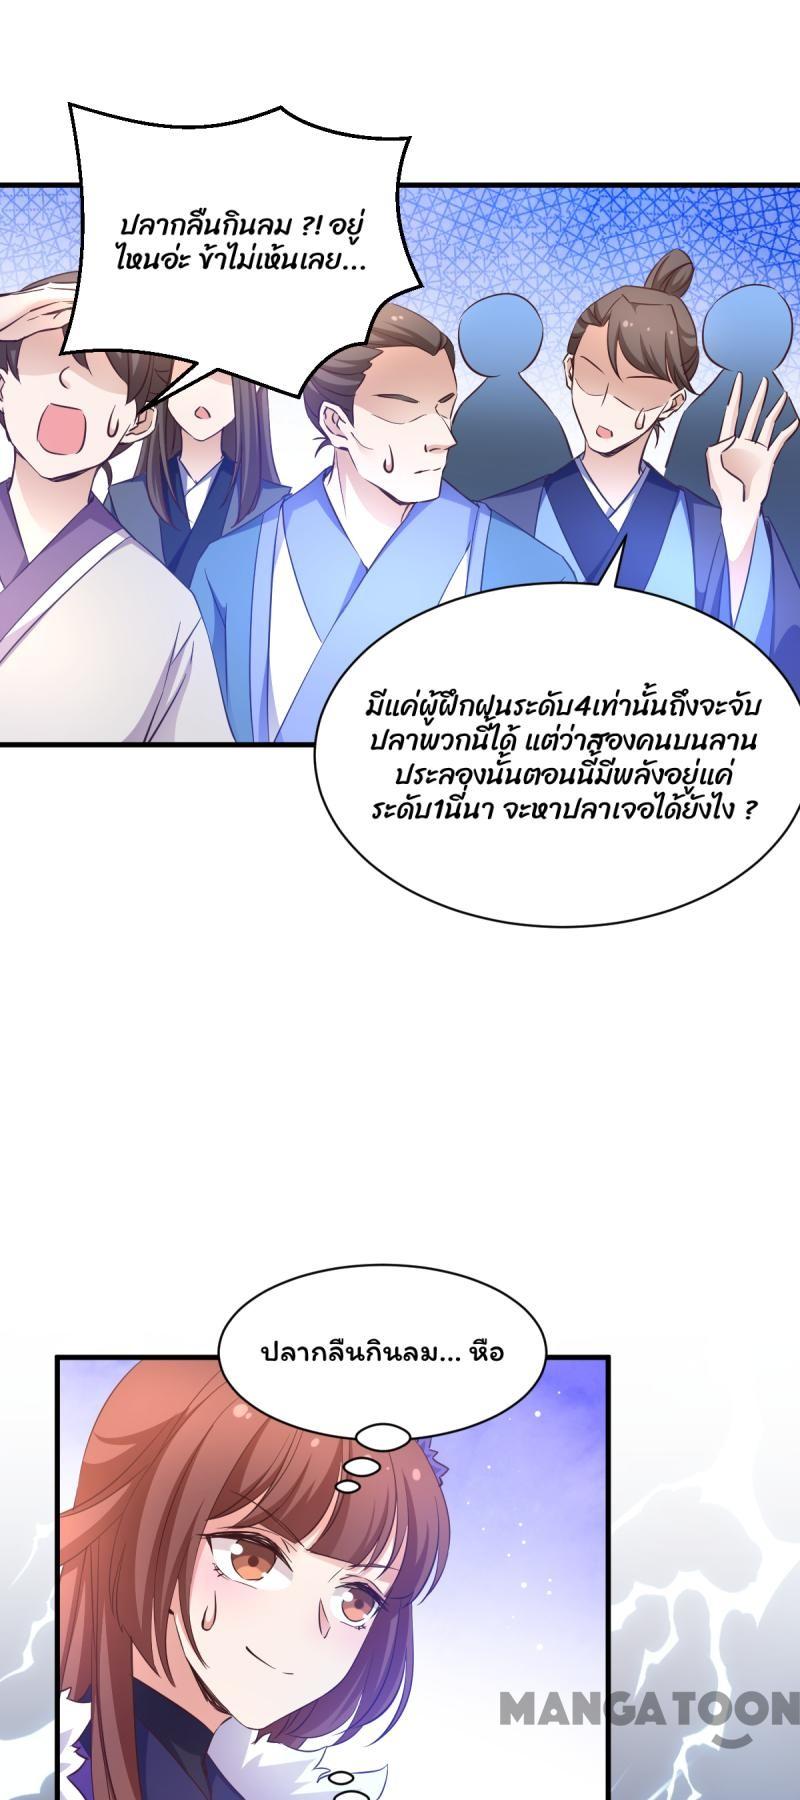 ปลากลืนกินลม ?! อยู่
ไหนอ่ะ ข้าไม่เห็นเลย...
มีแค่ผู้ฝึกฝนระดับ4เท่านั้นถึงจะจับ
ปลาพวกนี้ได้ แต่ว่าสองคนบนลาน
ประลองนั้นตอนนี้มีพลังอยู่แค่
ระดับ1นี่นา จะหาปลาเจอได้ยังไง ?
ปลากลืนกินลม... หือ
MANGATOON